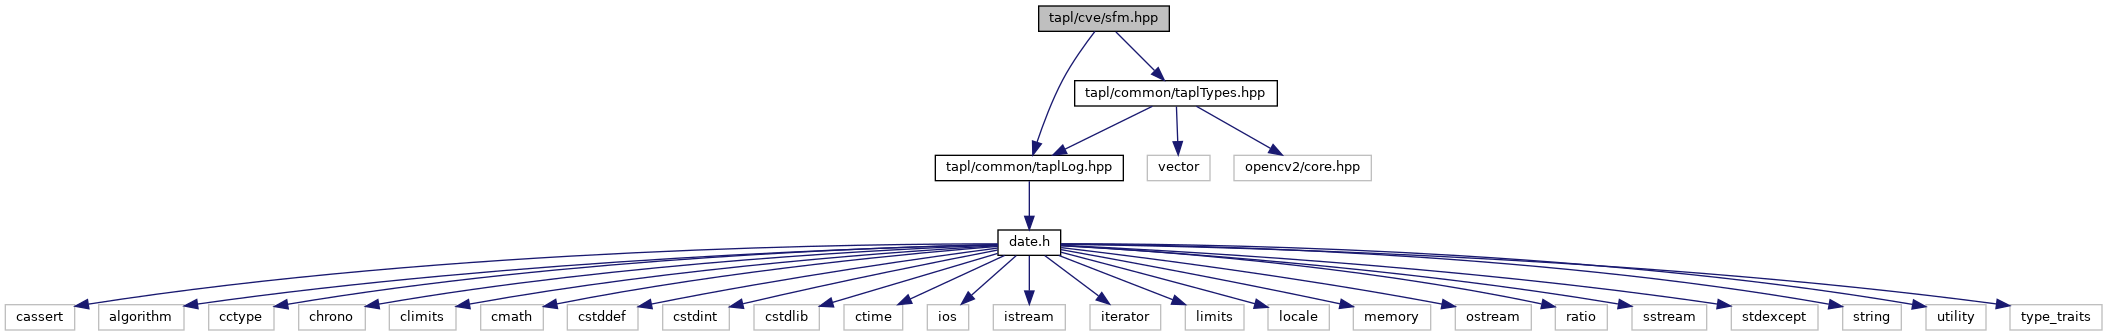 tapl/cve/sfm.hpp
tapl/common/taplTypes.hpp
tapl/common/taplLog.hpp
vector
opencv2/core.hpp
date.h
cassert
algorithm
cctype
chrono
climits
cmath
cstddef
cstdint
cstdlib
ctime
ios
istream
iterator
limits
locale
memory
ostream
ratio
sstream
stdexcept
string
utility
type_traits